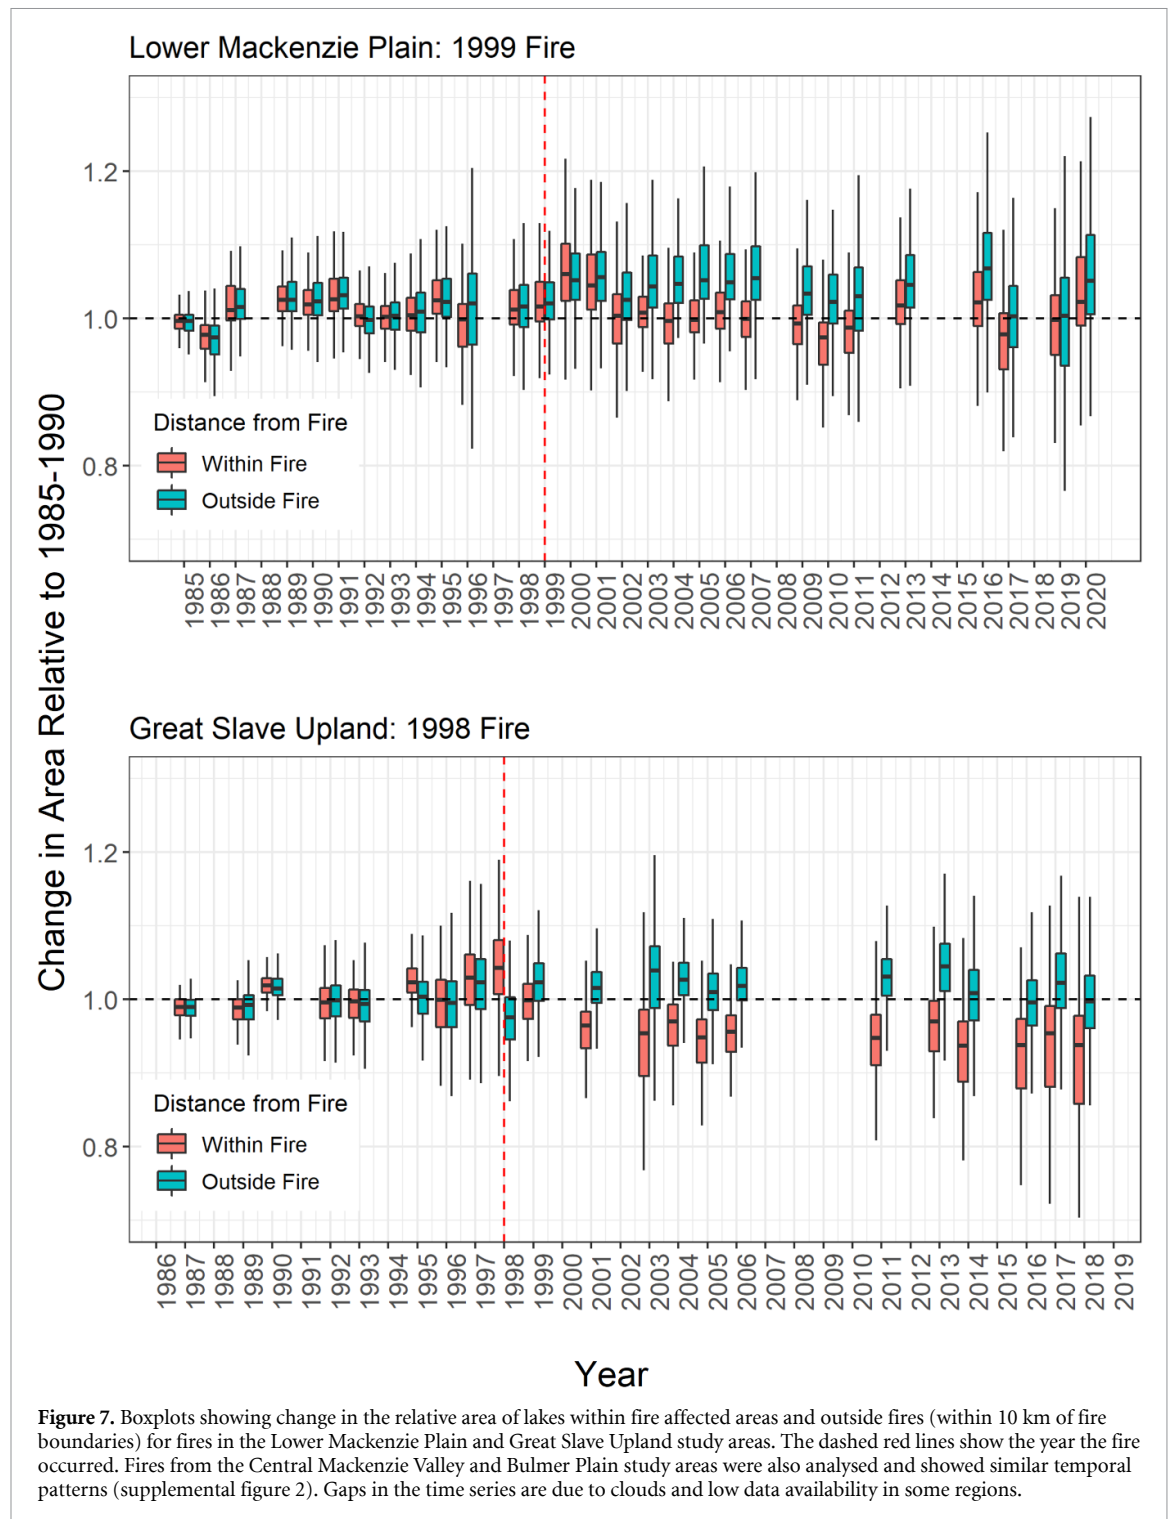 Lower Mackenzie Plain: 1999 Fire
Change in Area Relative to 1985-1990
1.2
1.0
0.8
Distance from Fire
Within Fire
Outside Fire
1985 1986 1987 1988 1989 1990 1991 1992 1993 1994 1995 1996 1997 1998 1999 2000 2001 2002 2003 2004 2005 2006 2007 2008 2009 2010 2011 2012 2013 2014 2015 2016 2017 2018 2019 2020
Great Slave Upland: 1998 Fire
1.2
1.0
0.8
Distance from Fire
Within Fire
Outside Fire
1986 1987 1988 1989 1990 1991 1992 1993 1994 1995 1996 1997 1998 1999 2000 2001 2002 2003 2004 2005 2006 2007 2008 2009 2010 2011 2012 2013 2014 2015 2016 2017 2018 2019
Year
Figure 7. Boxplots showing change in the relative area of lakes within fire affected areas and outside fires (within 10 km of fire
boundaries) for fires in the Lower Mackenzie Plain and Great Slave Upland study areas. The dashed red lines show the year the fire
occurred. Fires from the Central Mackenzie Valley and Bulmer Plain study areas were also analysed and showed similar temporal
patterns (supplemental figure 2). Gaps in the time series are due to clouds and low data availability in some regions.